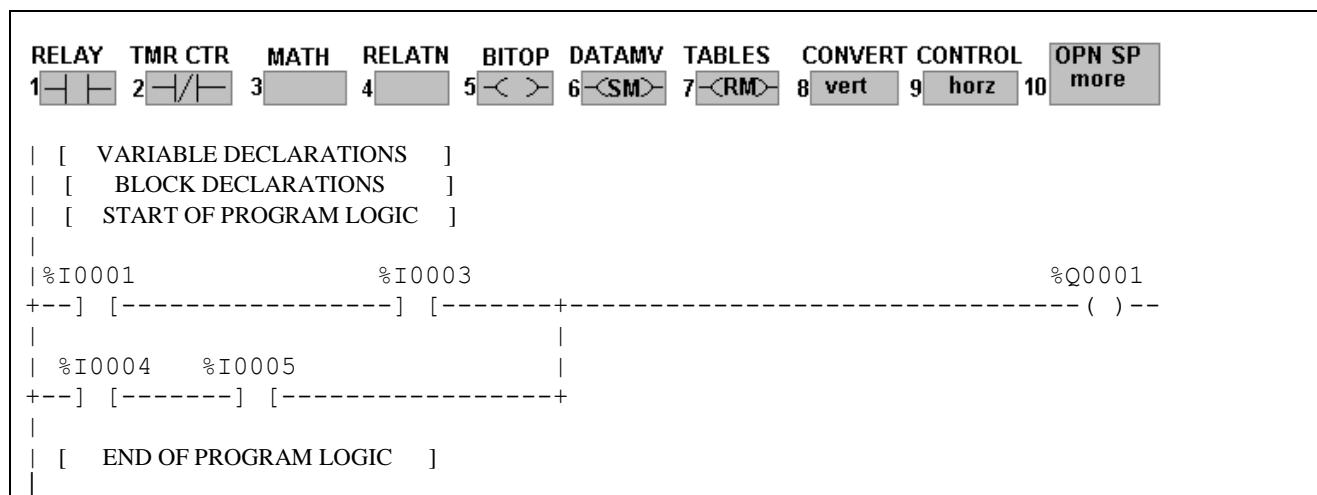 RELAY TMR CTR MATH RELATN BITOP DATAMV TABLES CONVERT CONTROL OPN SP
1 ─┤ ├─ 2 ─┤/├─ 3 4 5 ─< >─ 6 ─<SM>─ 7 ─<RM>─ 8 vert 9 horz 10 more
| [ VARIABLE DECLARATIONS ]
| [ BLOCK DECLARATIONS ]
| [ START OF PROGRAM LOGIC ]
|
|%I0001 %I0003 %Q0001
+--] [-----------------] [-------+--------------------------------( )--
| |
| %I0004 %I0005 |
+--] [-------] [-----------------+
|
| [ END OF PROGRAM LOGIC ]
|